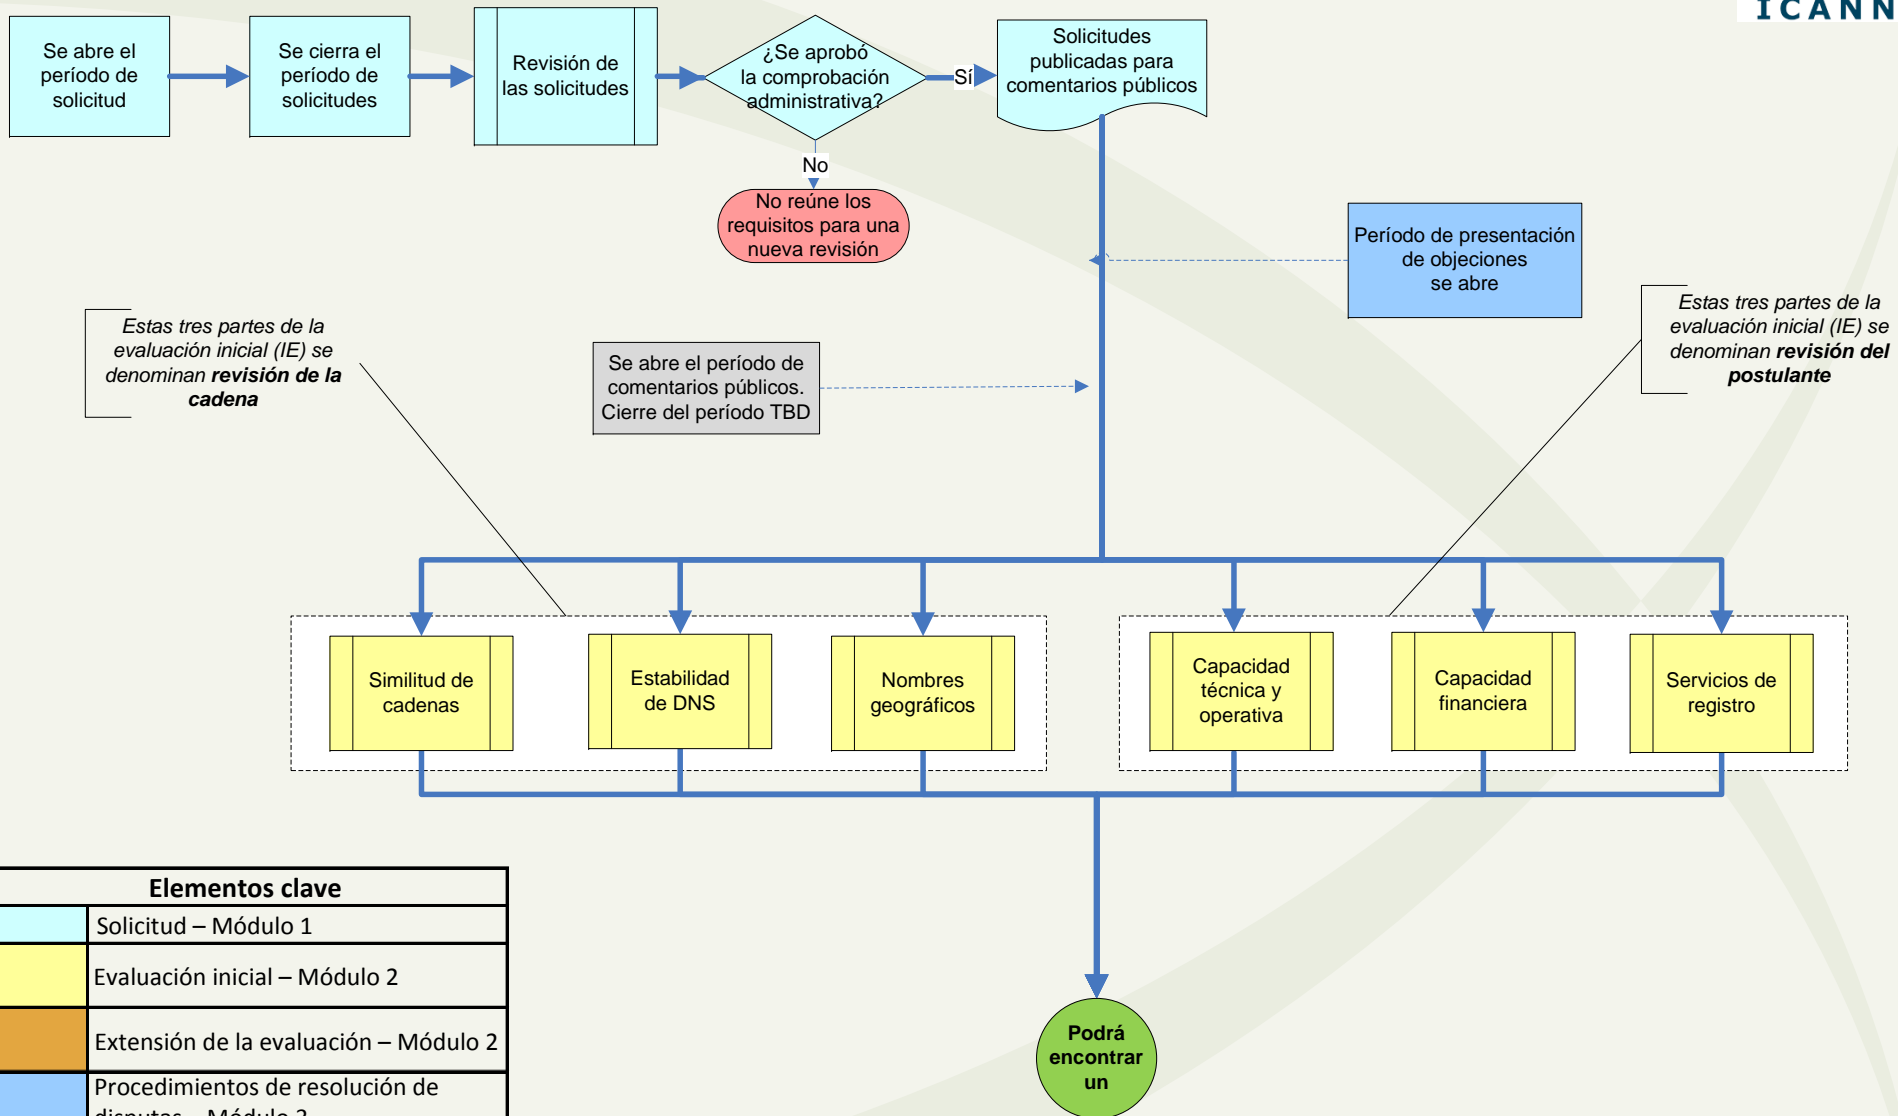 ICANN
Se abre el
período de
solicitud
Se cierra el
período de
solicitudes
Revisión de
las solicitudes
¿Se aprobó
la comprobación
administrativa?
Sí
Solicitudes
publicadas para
comentarios públicos
No
No reúne los
requisitos para una
nueva revisión
Período de presentación
de objeciones
se abre
Estas tres partes de la
evaluación inicial (IE) se
denominan revisión de la
cadena
Se abre el período de
comentarios públicos.
Cierre del período TBD
Estas tres partes de la
evaluación inicial (IE) se
denominan revisión del
postulante
Similitud de
cadenas
Estabilidad
de DNS
Nombres
geográficos
Capacidad
técnica y
operativa
Capacidad
financiera
Servicios de
registro
Elementos clave
Solicitud – Módulo 1
Evaluación inicial – Módulo 2
Extensión de la evaluación – Módulo 2
Procedimientos de resolución de
disputas – Módulo 3
Podrá
encontrar
un